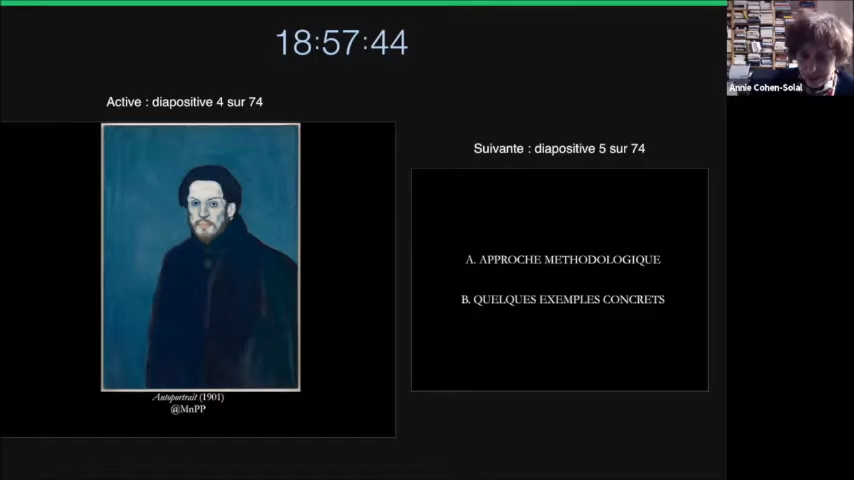 18:57:44
Annie Cohen-Solal
Active : diapositive 4 sur 74
Suivante : diapositive 5 sur 74
A. APPROCHE METHODOLOGIQUE
B. QUELQUES EXEMPLES CONCRETS
Autoportrait (1901)
@MnPP